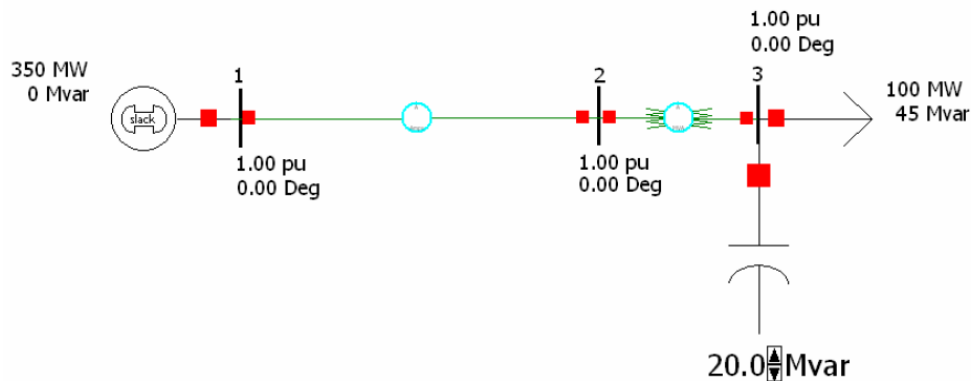 1.00 pu
0.00 Deg
350 MW
0 Mvar
slack
1
2
3
100 MW
45 Mvar
1.00 pu
0.00 Deg
1.00 pu
0.00 Deg
20.0 Mvar